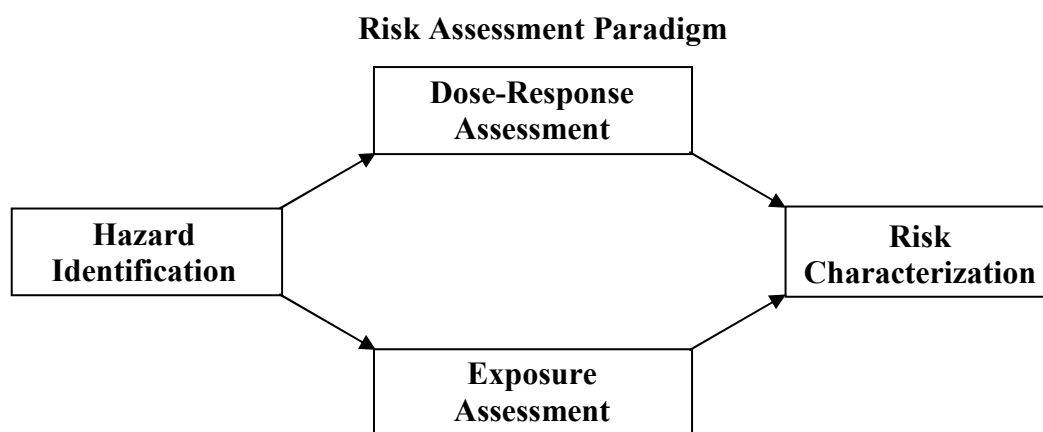 Risk Assessment Paradigm
Dose-Response
Assessment
Hazard
Identification
Risk
Characterization
Exposure
Assessment